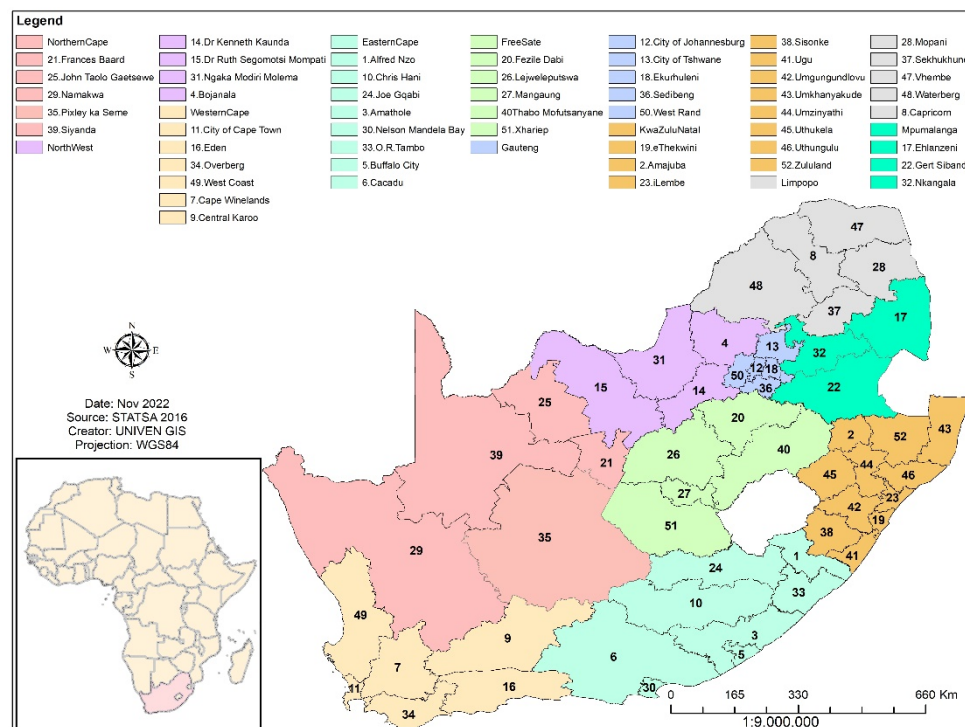 Legend
NorthernCape
21.Frances Baard
25.John Taolo Gaetsewe
29.Namakwa
35.Pixley ka Seme
39.Siyanda
NorthWest
14.Dr Kenneth Kaunda
15.Dr Ruth Segomotsi Mompati
31.Ngaka Modiri Molema
4.Bojanala
WesternCape
11.City of Cape Town
16.Eden
34.Overberg
49.West Coast
7.Cape Winelands
9.Central Karoo
EasternCape
1.Alfred Nzo
10.Chris Hani
24.Joe Gqabi
3.Amathole
30.Nelson Mandela Bay
33.O.R.Tambo
5.Buffalo City
6.Cacadu
FreeSate
20.Fezile Dabi
26.Lejweleputswa
27.Mangaung
40Thabo Mofutsanyane
51.Xhariep
Gauteng
12.City of Johannesburg
13.City of Tshwane
18.Ekurhuleni
36.Sedibeng
50.West Rand
KwaZuluNatal
19.eThekwini
2.Amajuba
23.iLembe
38.Sisonke
41.Ugu
42.Umgungundlovu
43.Umkhanyakude
44.Umzinyathi
45.Uthukela
46.Uthungulu
52.Zululand
Limpopo
28.Mopani
37.Sekhukhune
47.Vhembe
48.Waterberg
8.Capricorn
Mpumalanga
17.Ehlanzeni
22.Gert Siband
32.Nkangala
N
W E
S
Date: Nov 2022
Source: STATSA 2016
Creator: UNIVEN GIS
Projection: WGS84
47
8
28
48
37
17
4
13
32
31
50 12 18
15
14
36
22
25
20
43
2
52
39
21
26
40
44
45
46
27
23
42
19
51
38
29
35
41
1
24
33
10
49
9
3
7
6
5
11
16
30
34
0 165 330 660 Km
1:9.000.000